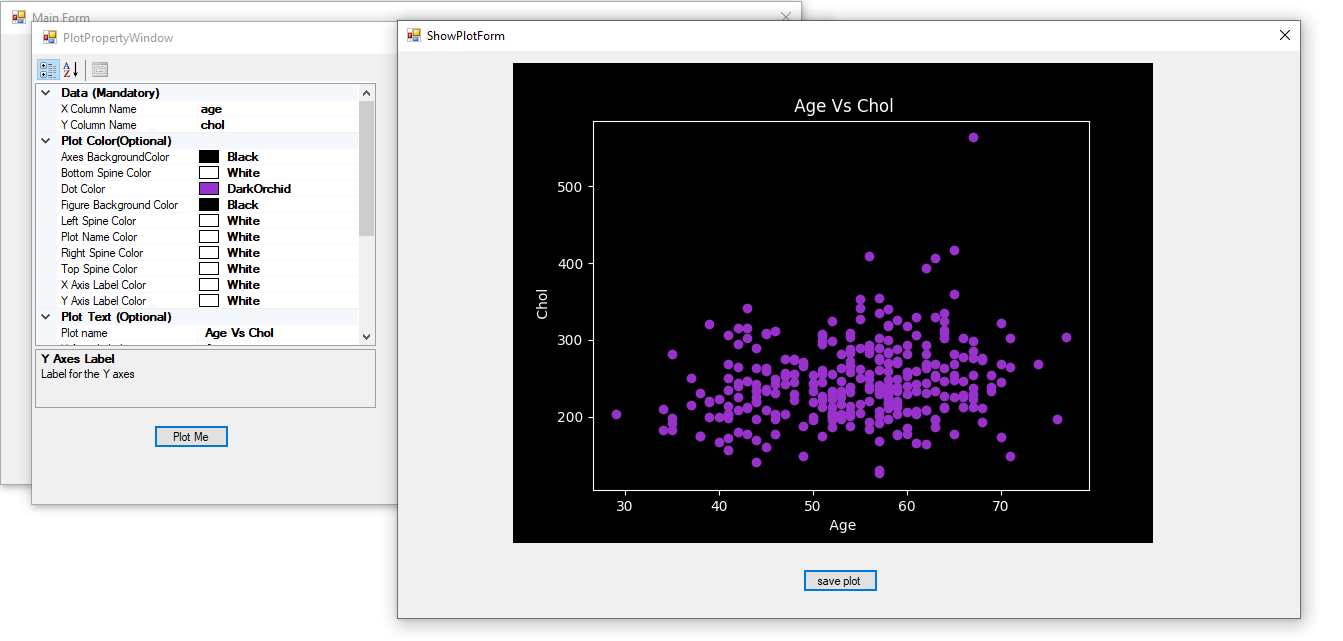 Main Form
PlotPropertyWindow
Data (Mandatory)
X Column Name age
Y Column Name chol
Plot Color(Optional)
Axes BackgroundColor Black
Bottom Spine Color White
Dot Color DarkOrchid
Figure Background Color Black
Left Spine Color White
Plot Name Color White
Right Spine Color White
Top Spine Color White
X Axis Label Color White
Y Axis Label Color White
Plot Text (Optional)
Plot name Age Vs Chol
Y Axes Label
Label for the Y axes
Plot Me
ShowPlotForm
Age Vs Chol
Chol
500
400
300
200
30 40 50 60 70
Age
save plot